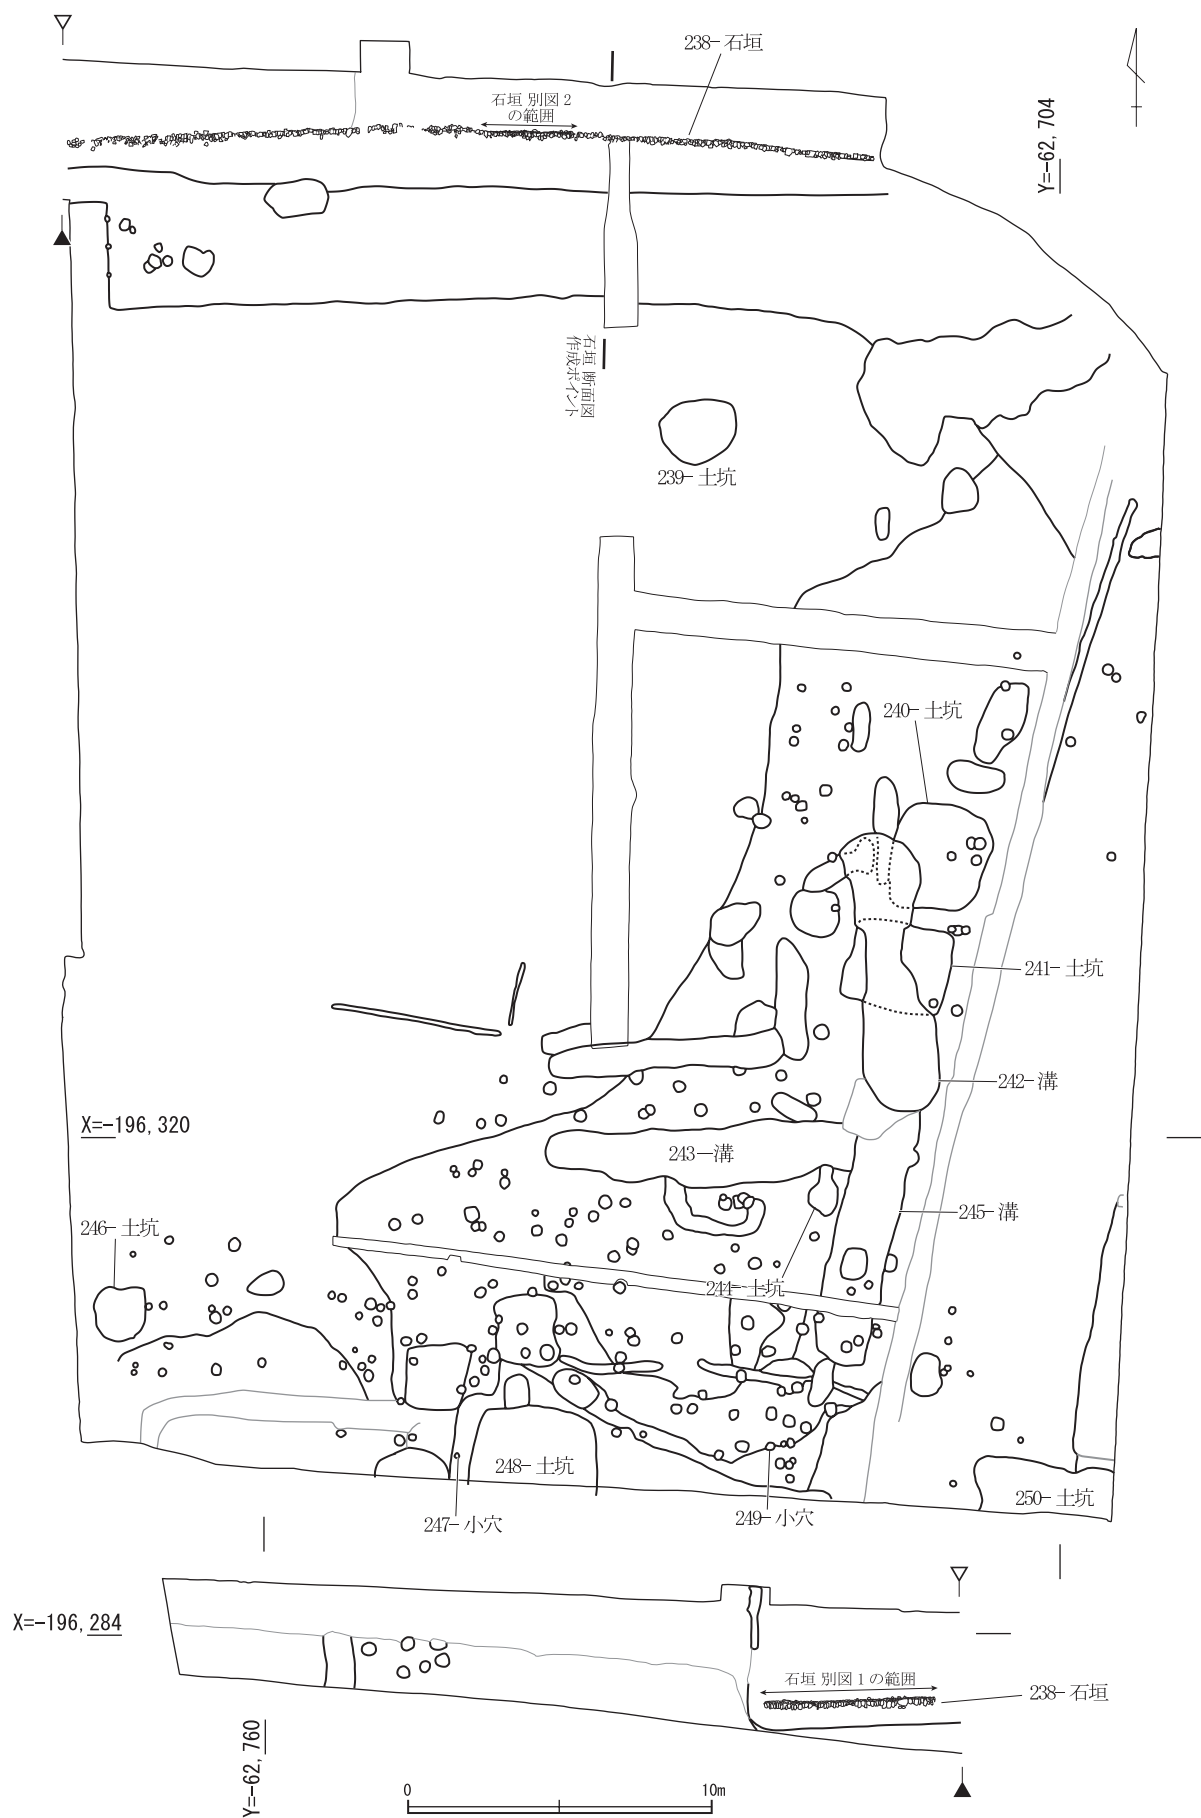 238-石垣
石垣 別図 2
の範囲
Y=-62, 704
石垣 断面図
作成ポイント
239-土坑
240-土坑
241-土坑
242-溝
X=-196, 320
243-溝
245-溝
246-土坑
244-土坑
248-土坑
250-土坑
247-小穴
249-小穴
X=-196, 284
石垣 別図 1 の範囲
238-石垣
Y=-62, 760
0 10m